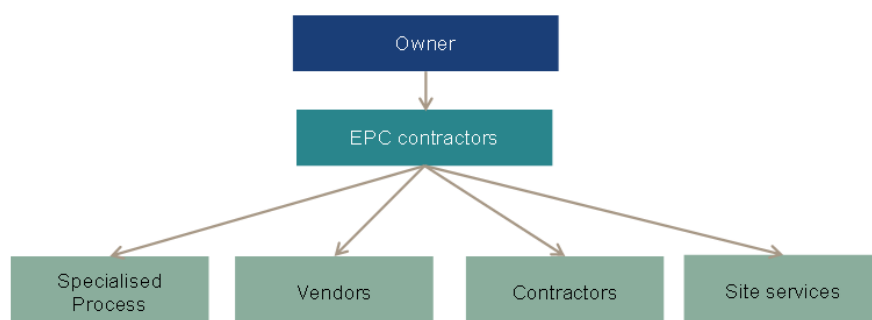 Owner
EPC contractors
Specialised
Process
Vendors
Contractors
Site services